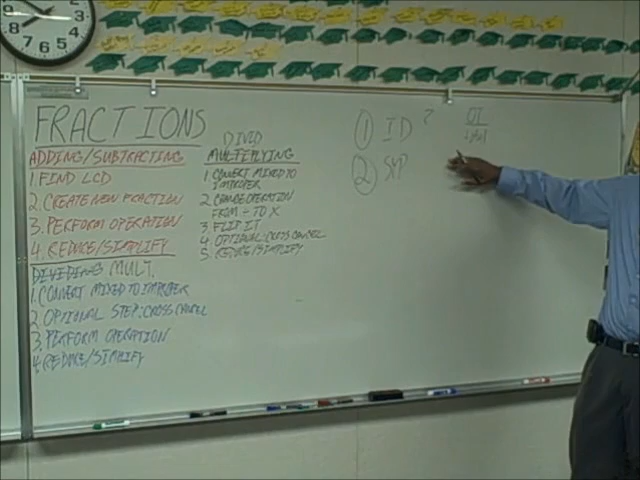 FRACTIONS
ADDING/SUBTRACTING
1. FIND LCD
2. CREATE NEW FRACTION
3. PERFORM OPERATION
4. REDUCE/SIMPLIFY
DIVIDING MULT.
1. CONVERT MIXED TO IMPROPER
2 OPTIONAL STEP: CROSS CANCEL
3. PERFORM OPERATION
4 REDUCE/SIMPLIFY
DIVID
MULTIPLYING
1. CONVERT MIXED TO
IMPROPER
2 CHANGE OPERATION
FROM ÷ TO X
3 FLIP IT
4 OPTIONAL: CROSS CANCEL
5. REDUCE/SIMPLIFY
1 ID ?
2